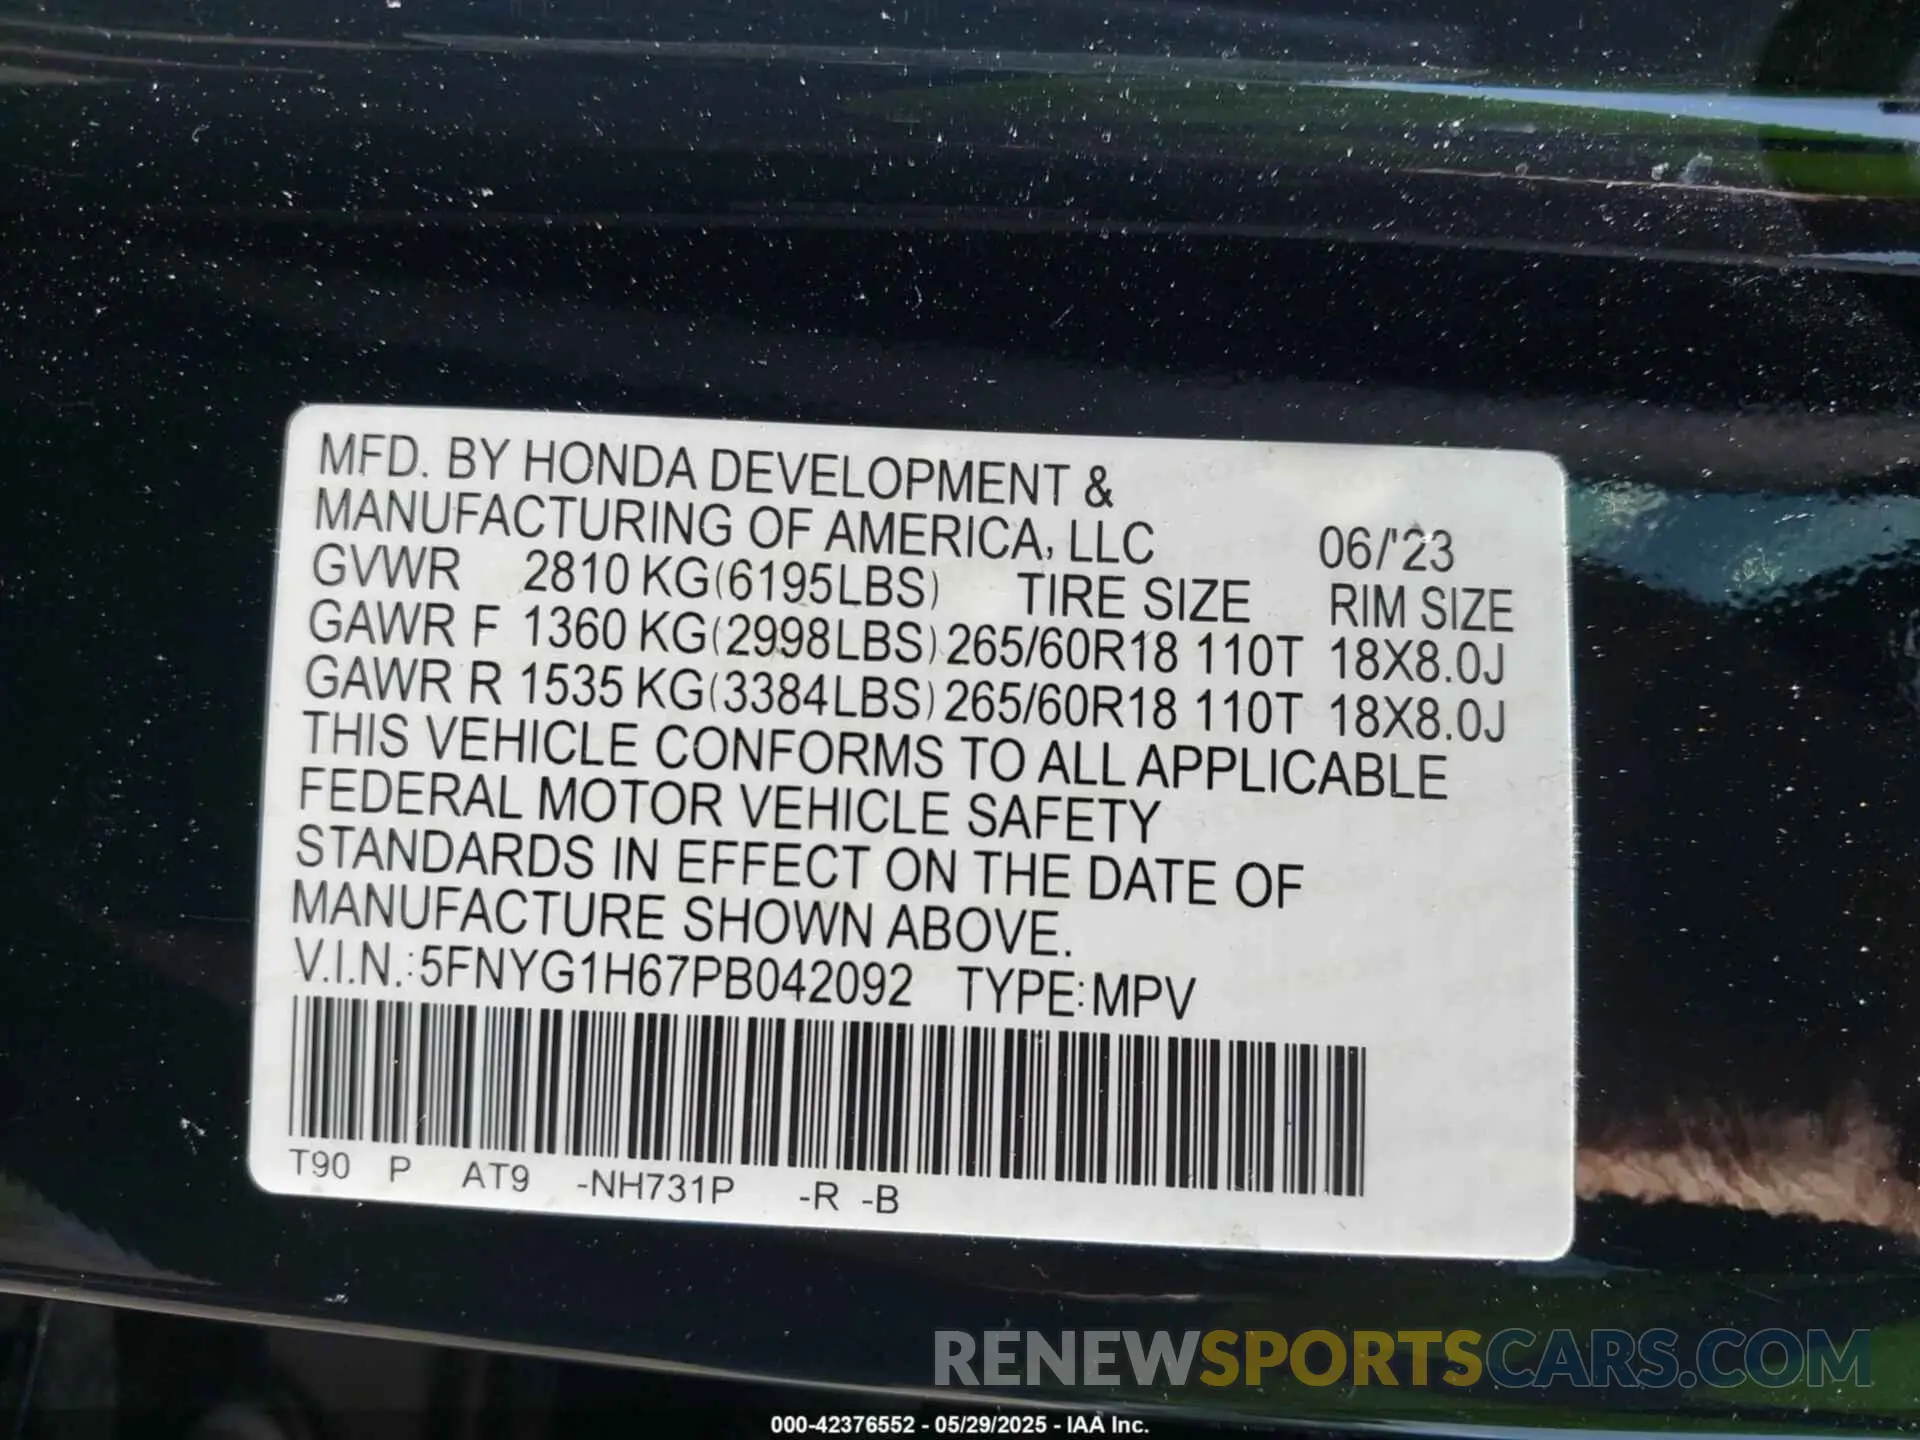 MFD. BY HONDA DEVELOPMENT &
MANUFACTURING OF AMERICA, LLC 06/'23
GVWR 2810 KG(6195LBS) TIRE SIZE RIM SIZE
GAWR F 1360 KG(2998LBS) 265/60R18 110T 18X8.0J
GAWR R 1535 KG(3384LBS) 265/60R18 110T 18X8.0J
THIS VEHICLE CONFORMS TO ALL APPLICABLE
FEDERAL MOTOR VEHICLE SAFETY
STANDARDS IN EFFECT ON THE DATE OF
MANUFACTURE SHOWN ABOVE.
V.I.N.:5FNYG1H67PB042092 TYPE:MPV
T90 P AT9 -NH731P -R -B
RENEWSPORTSCARS.COM
000-42376552 - 05/29/2025 - IAA Inc.